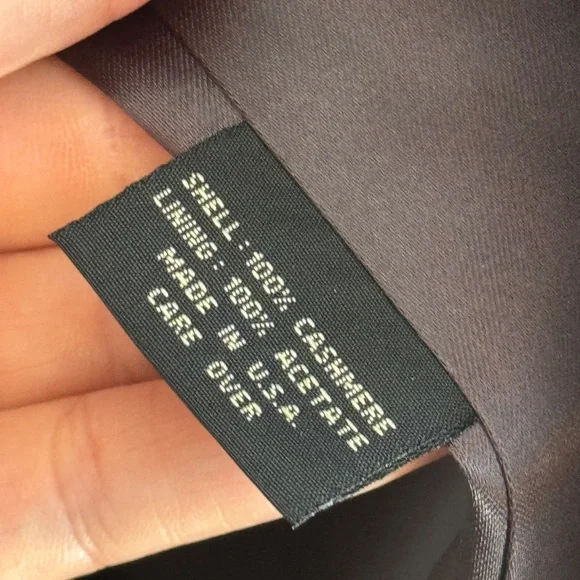 SHELL: 100% CASHMERE
LINING: 100% ACETATE
MADE IN U.S.A.
CARE OVER